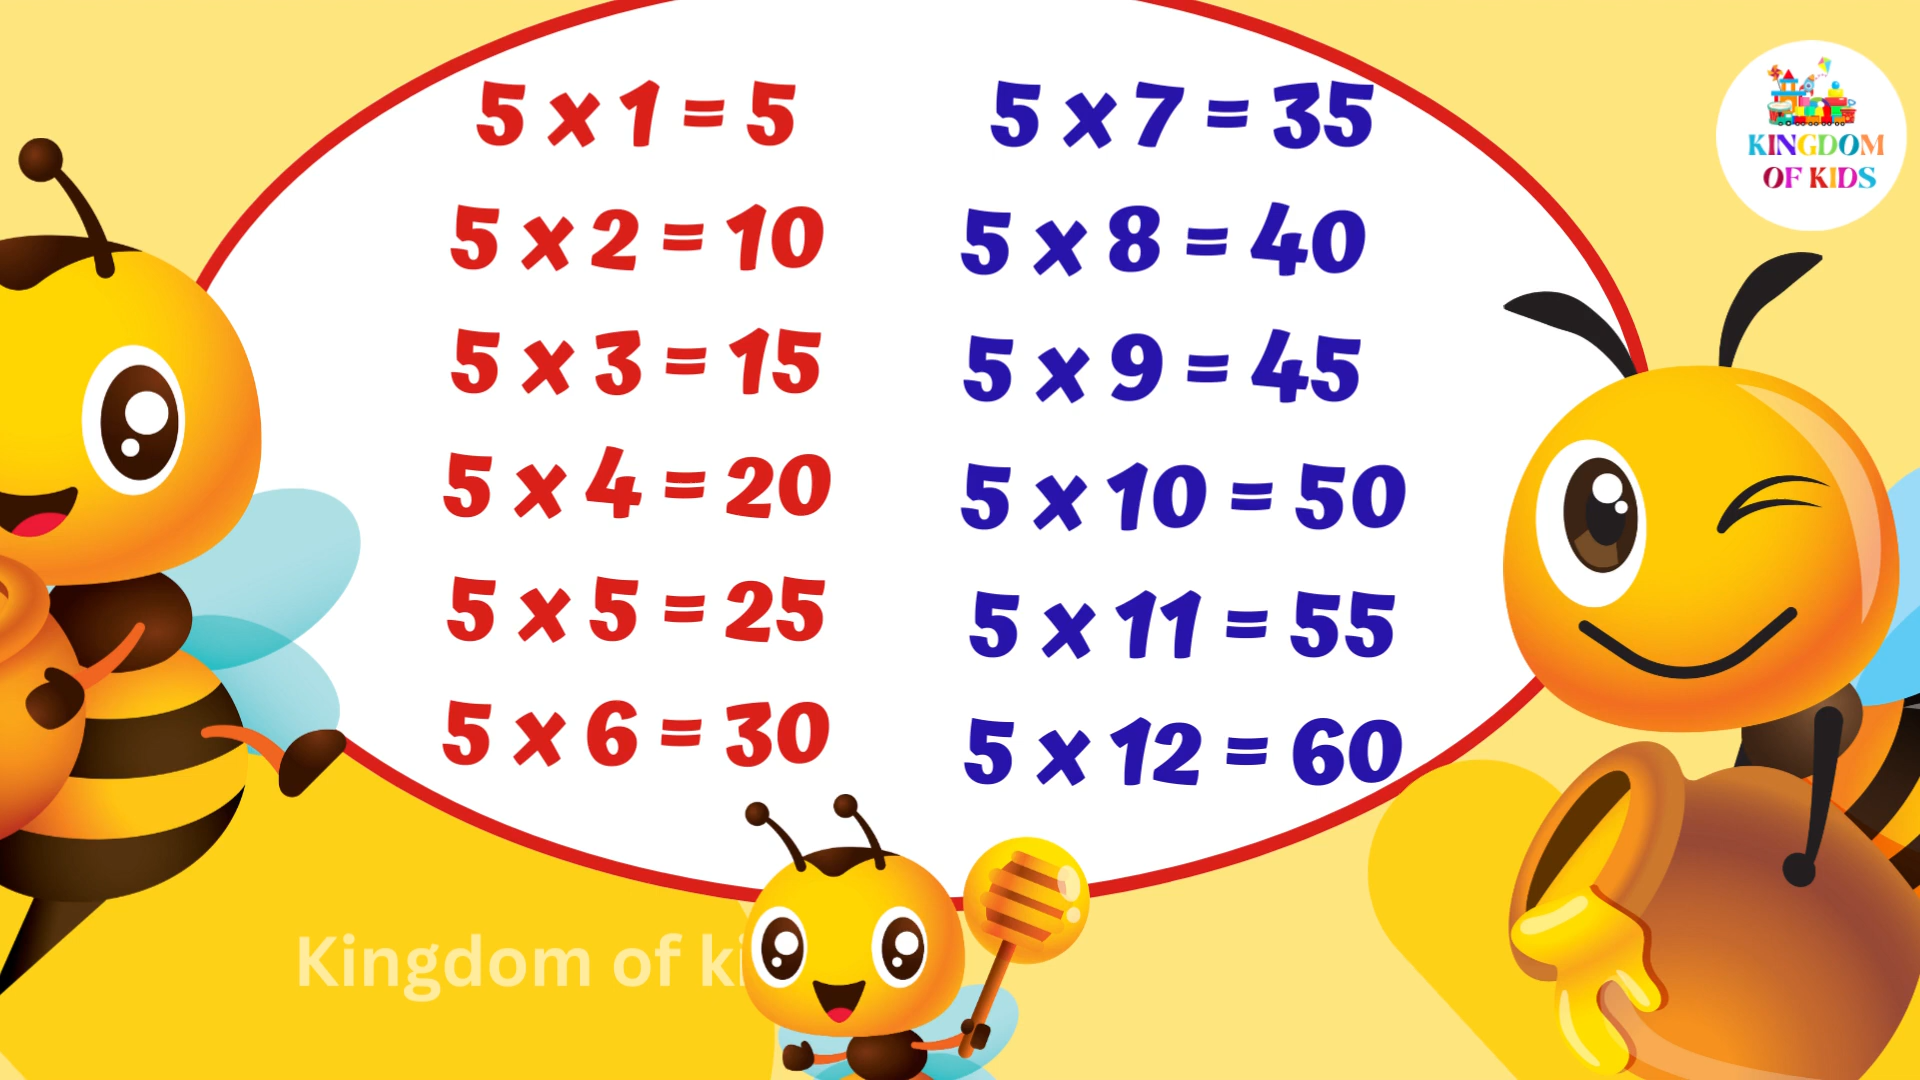 5 x 1 = 5
5 x 2 = 10
5 x 3 = 15
5 x 4 = 20
5 x 5 = 25
5 x 6 = 30
5 x 7 = 35
5 x 8 = 40
5 x 9 = 45
5 x 10 = 50
5 x 11 = 55
5 x 12 = 60
KINGDOM
OF KIDS
Kingdom of